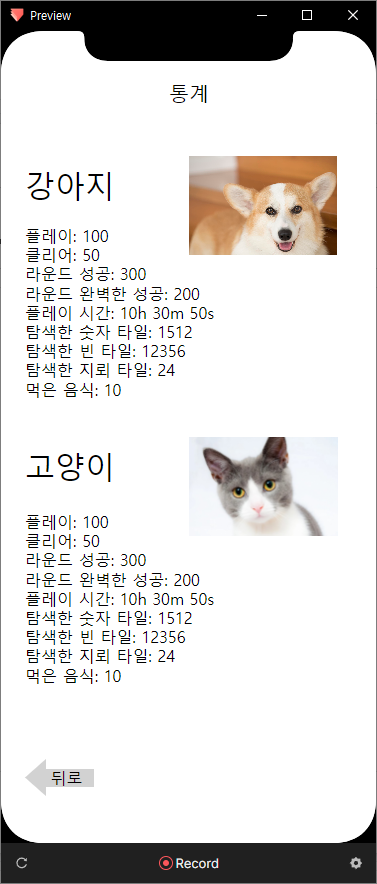 Preview
통계
강아지
플레이: 100
클리어: 50
라운드 성공: 300
라운드 완벽한 성공: 200
플레이 시간: 10h 30m 50s
탐색한 숫자 타일: 1512
탐색한 빈 타일: 12356
탐색한 지뢰 타일: 24
먹은 음식: 10
고양이
플레이: 100
클리어: 50
라운드 성공: 300
라운드 완벽한 성공: 200
플레이 시간: 10h 30m 50s
탐색한 숫자 타일: 1512
탐색한 빈 타일: 12356
탐색한 지뢰 타일: 24
먹은 음식: 10
뒤로
Record